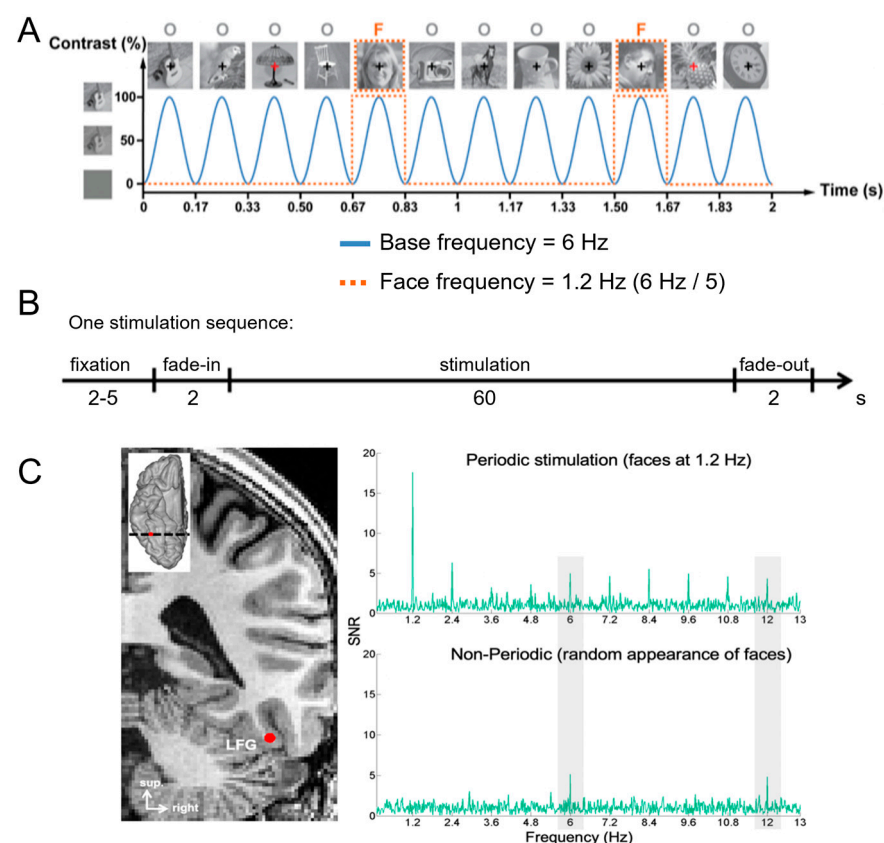 A
O O O O F O O O O F O O
Contrast (%)
100
50
0
0 0.17 0.33 0.50 0.67 0.83 1 1.17 1.33 1.50 1.67 1.83 2
Time (s)
Base frequency = 6 Hz
Face frequency = 1.2 Hz (6 Hz / 5)
B
One stimulation sequence:
fixation fade-in stimulation fade-out
2-5 2 60 2 s
C
LFG
sup.
right
SNR
Periodic stimulation (faces at 1.2 Hz)
20
15
10
5
0
1.2 2.4 3.6 4.8 6 7.2 8.4 9.6 10.8 12 13
Non-Periodic (random appearance of faces)
20
15
10
5
0
1.2 2.4 3.6 4.8 6 7.2 8.4 9.6 10.8 12 13
Frequency (Hz)